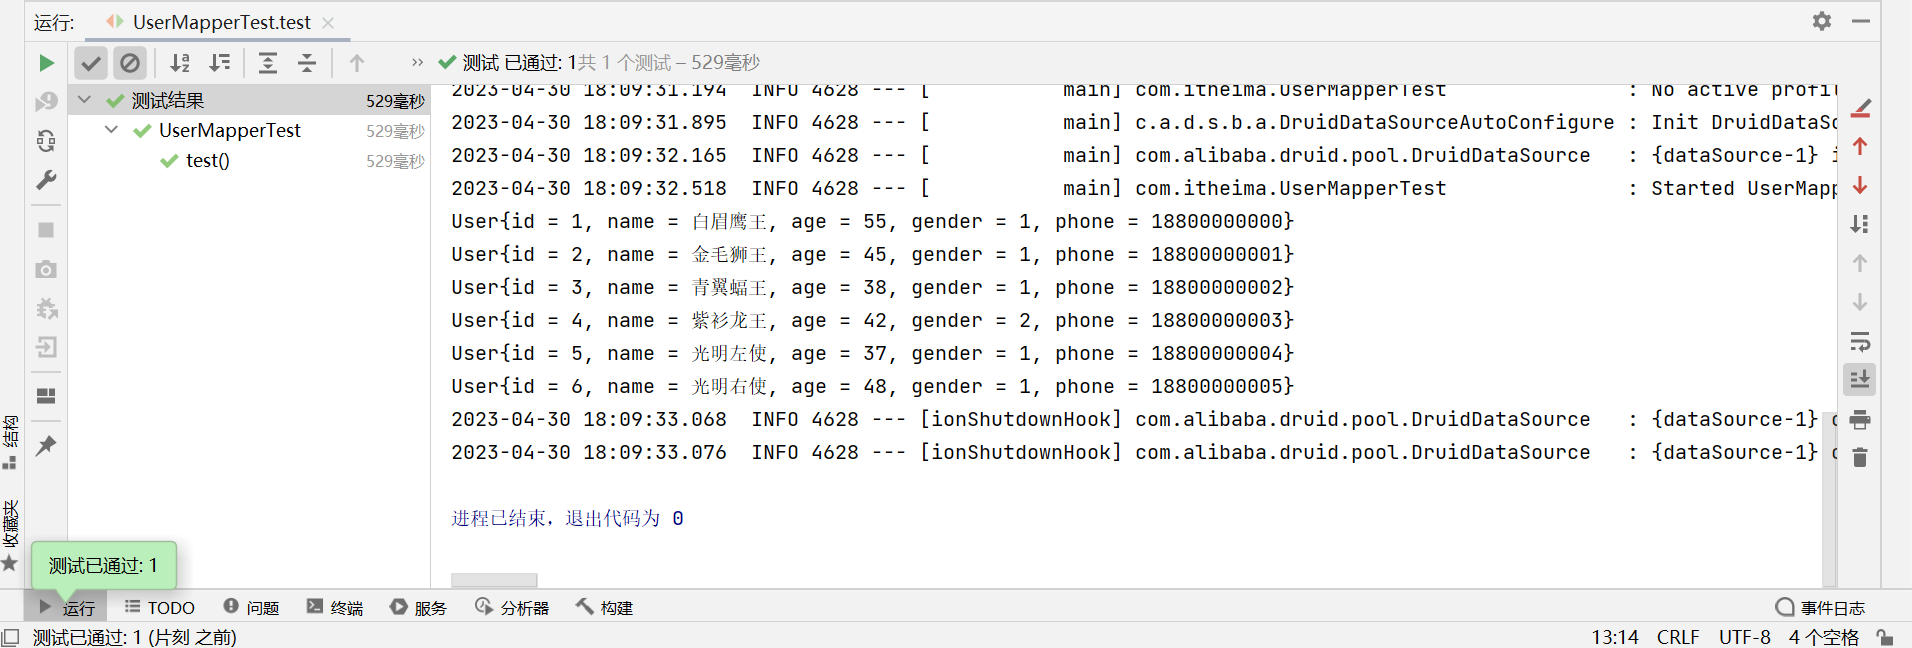 运行: UserMapperTest.test
测试 已通过: 1共 1 个测试 – 529毫秒
测试结果 529毫秒
UserMapperTest 529毫秒
test() 529毫秒
2023-04-30 18:09:31.194  INFO 4628 --- [           main] com.itheima.UserMapperTest               : No active profil
2023-04-30 18:09:31.895  INFO 4628 --- [           main] c.a.d.s.b.a.DruidDataSourceAutoConfigure : Init DruidDataSo
2023-04-30 18:09:32.165  INFO 4628 --- [           main] com.alibaba.druid.pool.DruidDataSource   : {dataSource-1} i
2023-04-30 18:09:32.518  INFO 4628 --- [           main] com.itheima.UserMapperTest               : Started UserMapp
User{id = 1, name = 白眉鹰王, age = 55, gender = 1, phone = 18800000000}
User{id = 2, name = 金毛狮王, age = 45, gender = 1, phone = 18800000001}
User{id = 3, name = 青翼蝠王, age = 38, gender = 1, phone = 18800000002}
User{id = 4, name = 紫衫龙王, age = 42, gender = 2, phone = 18800000003}
User{id = 5, name = 光明左使, age = 37, gender = 1, phone = 18800000004}
User{id = 6, name = 光明右使, age = 48, gender = 1, phone = 18800000005}
2023-04-30 18:09:33.068  INFO 4628 --- [ionShutdownHook] com.alibaba.druid.pool.DruidDataSource   : {dataSource-1}
2023-04-30 18:09:33.076  INFO 4628 --- [ionShutdownHook] com.alibaba.druid.pool.DruidDataSource   : {dataSource-1}
进程已结束，退出代码为 0
结构
收藏夹
测试已通过: 1
运行 TODO 问题 终端 服务 分析器 构建 事件日志
测试已通过: 1 (片刻 之前) 13:14 CRLF UTF-8 4 个空格